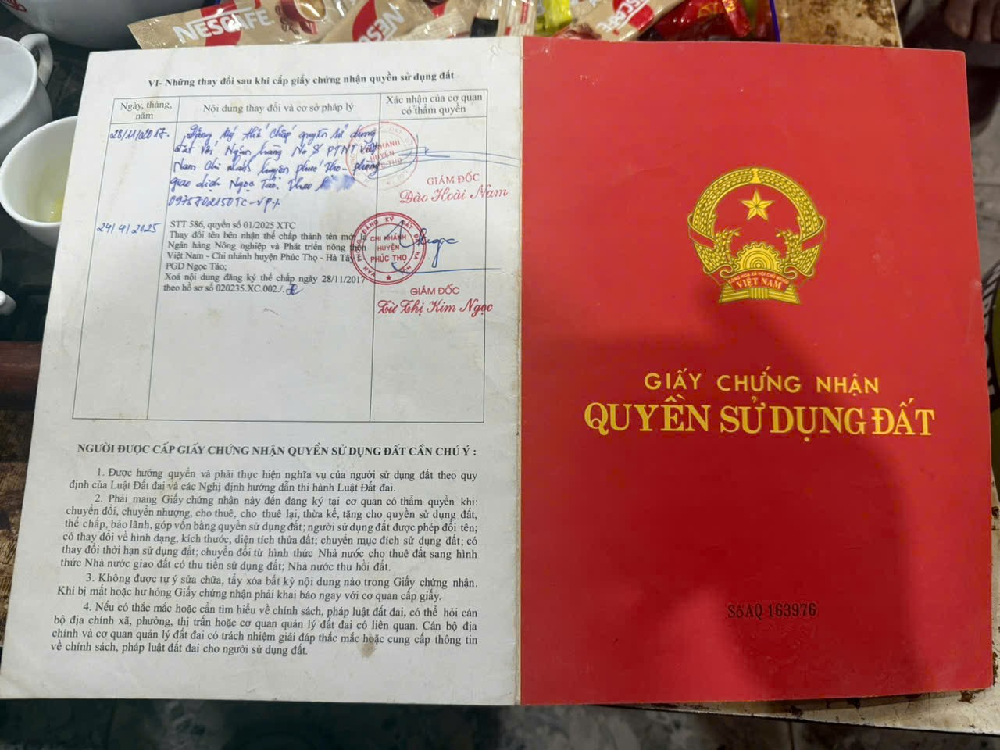 NESCAFÉ
VI- Những thay đổi sau khi cấp giấy chứng nhận quyền sử dụng đất
Ngày, tháng, năm
Nội dung thay đổi và cơ sở pháp lý
Xác nhận của cơ quan có thẩm quyền
28/11/2017.
Đăng ký thế chấp quyền sử dụng
đất với Ngân hàng No & PTNT Việt
Nam chi nhánh huyện Phúc Thọ - phòng
giao dịch Ngọc Tảo. Theo
CHI NHÁNH
HUYỆN
PHÚC THỌ
GIÁM ĐỐC
Đào Hoài Nam
24/4/2025
STT 586, quyển số 01/2025 XTC
Thay đổi tên bên nhận thế chấp thành tên mới là
Ngân hàng Nông nghiệp và Phát triển nông thôn
Việt Nam - Chi nhánh huyện Phúc Thọ - Hà Tây I -
PGD Ngọc Tảo;
Xoá nội dung đăng ký thế chấp ngày 28/11/2017
theo hồ sơ số 020235.XC.002./.
VĂN PHÒNG ĐĂNG KÝ ĐẤT ĐAI HÀ NỘI
CHI NHÁNH
HUYỆN
PHÚC THỌ
Ngọc
GIÁM ĐỐC
Từ Thị Kim Ngọc
NGƯỜI ĐƯỢC CẤP GIẤY CHỨNG NHẬN QUYỀN SỬ DỤNG ĐẤT CẦN CHÚ Ý :
1. Được hưởng quyền và phải thực hiện nghĩa vụ của người sử dụng đất theo quy
định của Luật Đất đai và các Nghị định hướng dẫn thi hành Luật Đất đai.
2. Phải mang Giấy chứng nhận này đến đăng ký tại cơ quan có thẩm quyền khi:
chuyển đổi, chuyển nhượng, cho thuê, cho thuê lại, thừa kế, tặng cho quyền sử dụng đất,
thế chấp, bảo lãnh, góp vốn bằng quyền sử dụng đất; người sử dụng đất được phép đổi tên;
có thay đổi về hình dạng, kích thước, diện tích thửa đất; chuyển mục đích sử dụng đất; có
thay đổi thời hạn sử dụng đất; chuyển đổi từ hình thức Nhà nước cho thuê đất sang hình
thức Nhà nước giao đất có thu tiền sử dụng đất; Nhà nước thu hồi đất.
3. Không được tự ý sửa chữa, tẩy xóa bất kỳ nội dung nào trong Giấy chứng nhận.
Khi bị mất hoặc hư hỏng Giấy chứng nhận phải khai báo ngay với cơ quan cấp giấy.
4. Nếu có thắc mắc hoặc cần tìm hiểu về chính sách, pháp luật đất đai, có thể hỏi cán
bộ địa chính xã, phường, thị trấn hoặc cơ quan quản lý đất đai có liên quan. Cán bộ địa
chính và cơ quan quản lý đất đai có trách nhiệm giải đáp thắc mắc hoặc cung cấp thông tin
về chính sách, pháp luật đất đai cho người sử dụng đất.
CỘNG HÒA XÃ HỘI CHỦ NGHĨA
VIỆT NAM
GIẤY CHỨNG NHẬN
QUYỀN SỬ DỤNG ĐẤT
Số AQ 163976